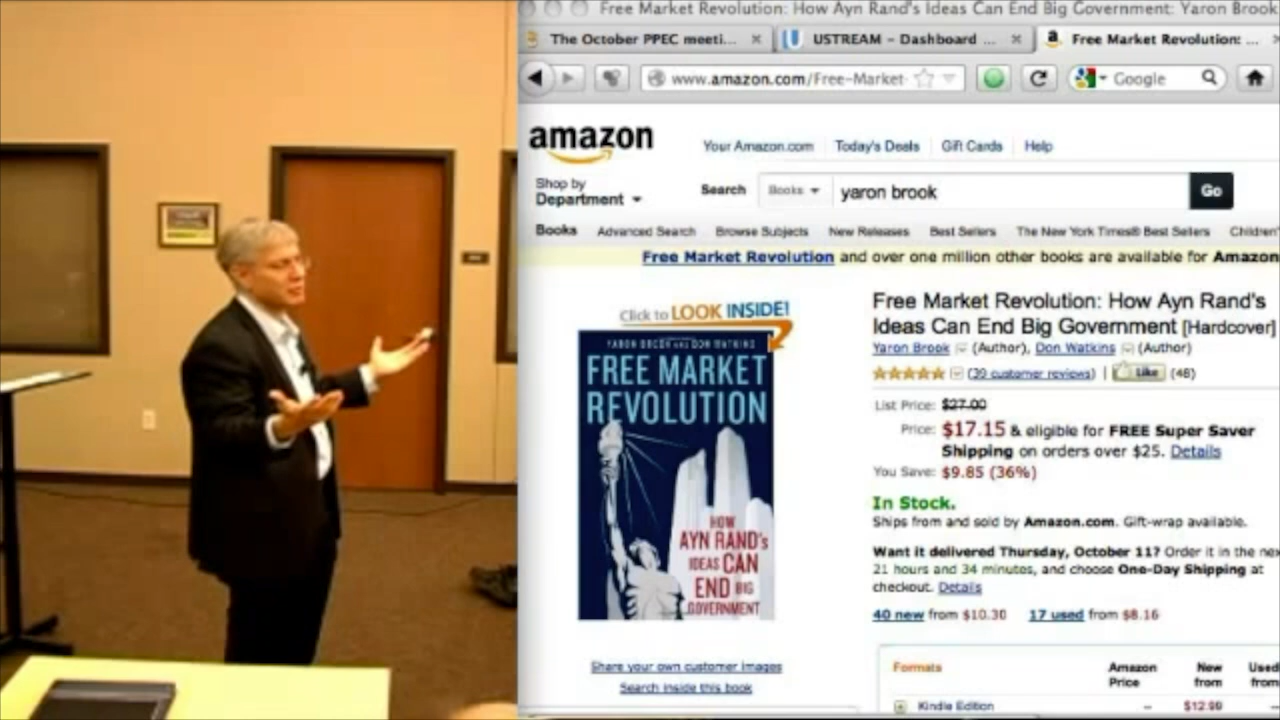 Free Market Revolution: How Ayn Rand's Ideas Can End Big Government: Yaron Brook
The October PPEC meeti...
USTREAM - Dashboard ...
Free Market Revolution: ...
www.amazon.com/Free-Market-
Google
amazon
Your Amazon.com Today's Deals Gift Cards Help
Shop by
Department
Search Books yaron brook Go
Books Advanced Search Browse Subjects New Releases Best Sellers The New York Times® Best Sellers Children'
Free Market Revolution and over one million other books are available for Amazon
Click to LOOK INSIDE!
YARON BROOK AND DON WATKINS
FREE MARKET
REVOLUTION
HOW
AYN RAND's
IDEAS CAN
END BIG
GOVERNMENT
Share your own customer images
Search inside this book
Free Market Revolution: How Ayn Rand's
Ideas Can End Big Government [Hardcover]
Yaron Brook (Author), Don Watkins (Author)
(39 customer reviews) | Like (48)
List Price: $27.00
Price: $17.15 & eligible for FREE Super Saver
Shipping on orders over $25. Details
You Save: $9.85 (36%)
In Stock.
Ships from and sold by Amazon.com. Gift-wrap available.
Want it delivered Thursday, October 11? Order it in the nex
21 hours and 34 minutes, and choose One-Day Shipping at
checkout. Details
40 new from $10.30 17 used from $8.16
Formats Amazon Price New from Used from
Kindle Edition -- $12.99